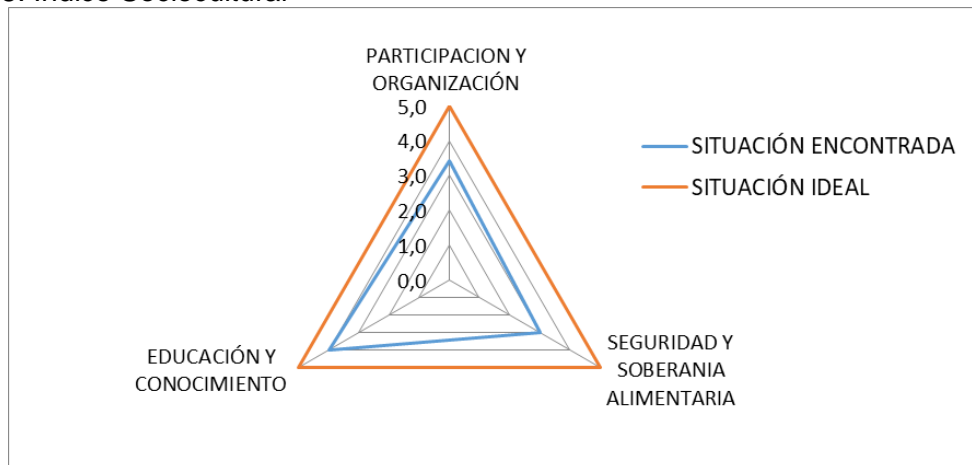 PARTICIPACION Y
ORGANIZACIÓN
5,0
4,0
3,0
2,0
1,0
0,0
SITUACIÓN ENCONTRADA
SITUACIÓN IDEAL
EDUCACIÓN Y
CONOCIMIENTO
SEGURIDAD Y
SOBERANIA
ALIMENTARIA